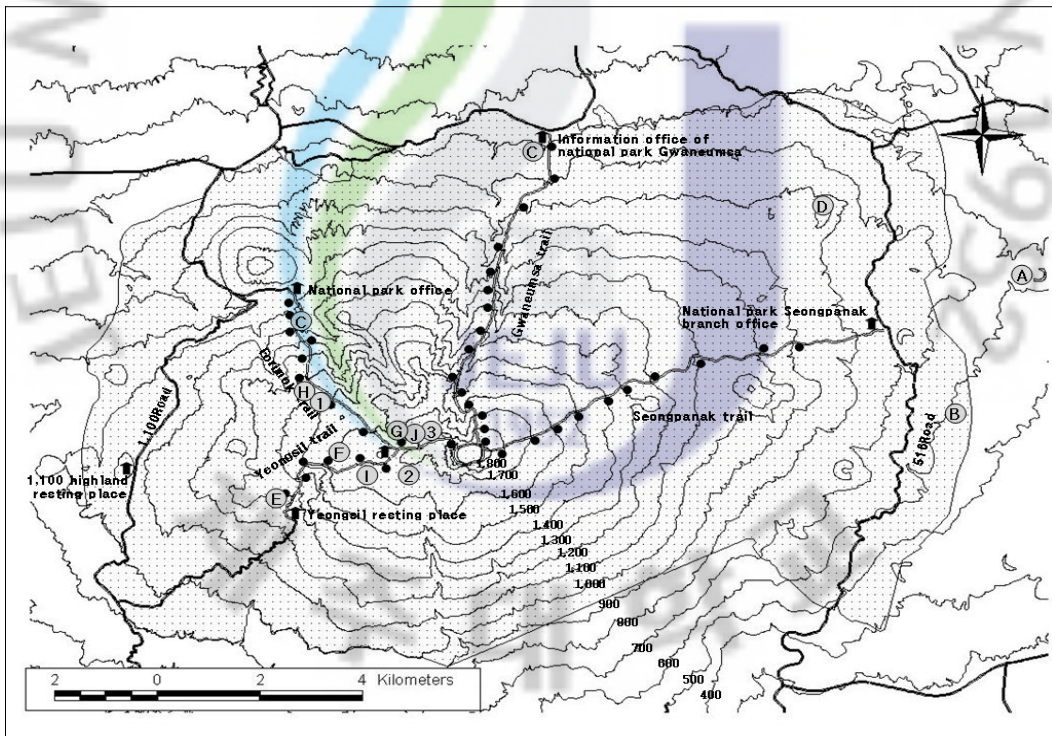 Information office of
national park Gwaneumsa
C
D
A
Gwaneumsa trail
National park office
National park Seongpanak
branch office
C
H
1
Yeongsil trail
Seongpanak trail
1,100Road
516Road
B
G
J
3
F
I
2
E
1,100 highland
resting place
Yeongsil resting place
1,800
1,700
1,600
1,500
1,400
1,300
1,200
1,100
1,000
900
800
700
600
500
400
2
0
2
4
Kilometers
JEJU
1952